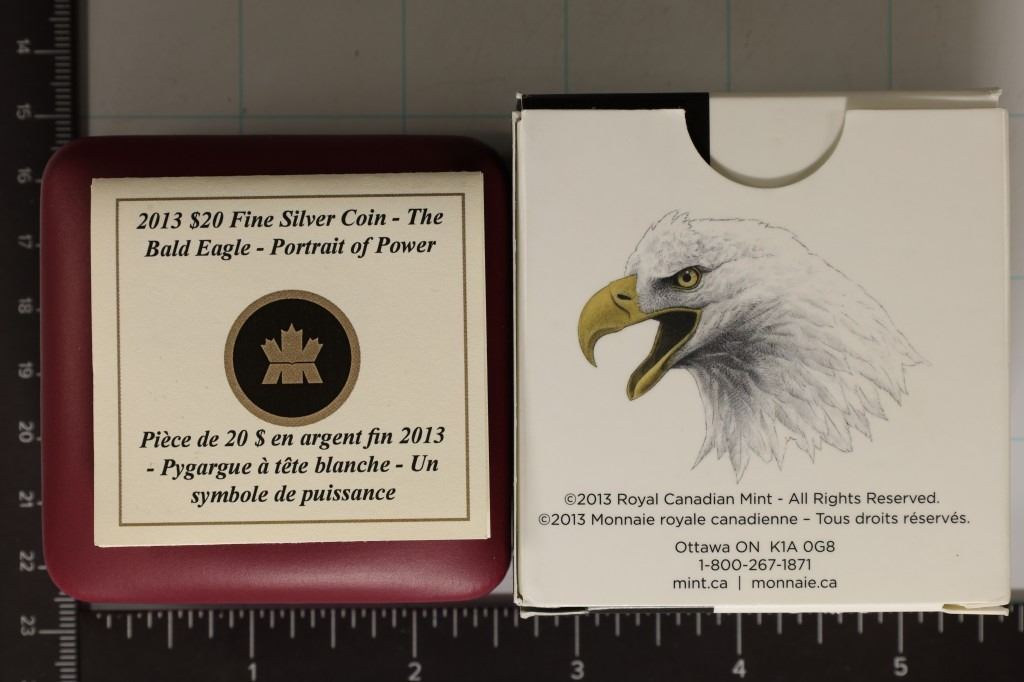 2013 $20 Fine Silver Coin - The
Bald Eagle - Portrait of Power
Pièce de 20 $ en argent fin 2013
- Pygargue à tête blanche - Un
symbole de puissance
©2013 Royal Canadian Mint - All Rights Reserved.
©2013 Monnaie royale canadienne – Tous droits réservés.
Ottawa ON K1A 0G8
1-800-267-1871
mint.ca | monnaie.ca
14
15
16
17
18
19
20
21
22
23
1 2 3 4 5